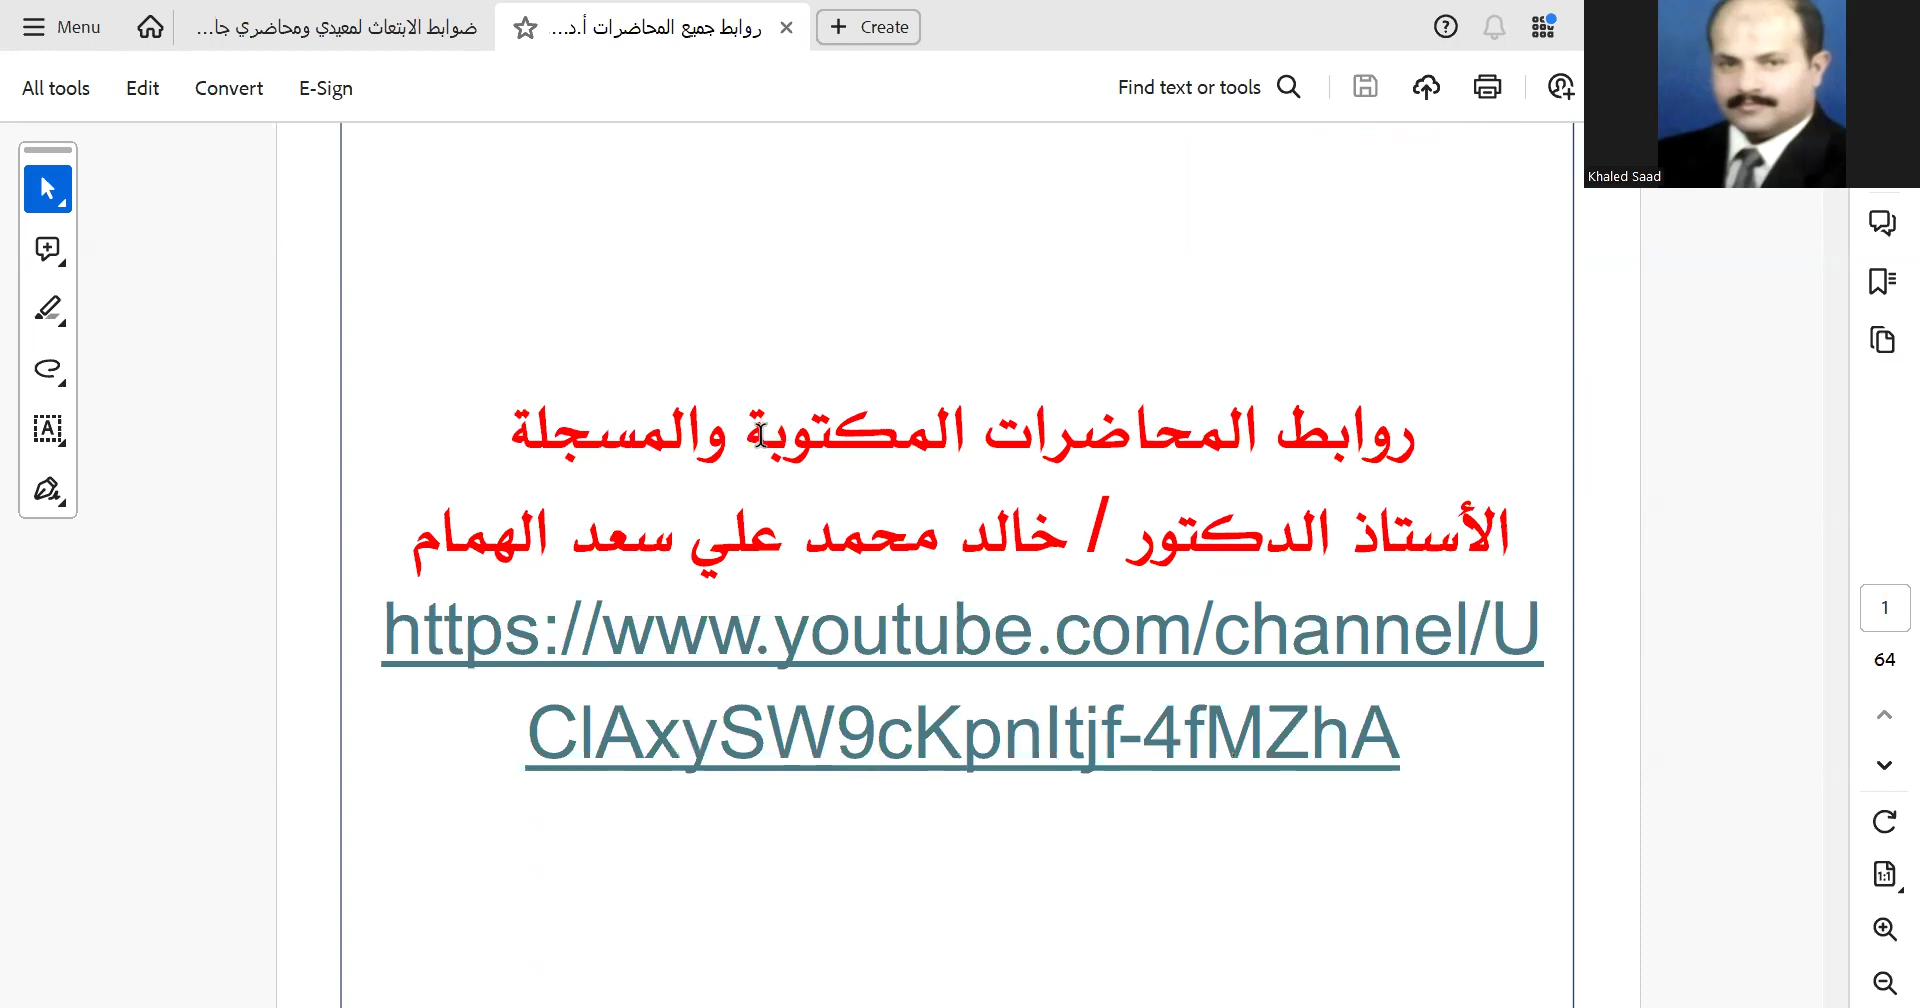 Menu
ضوابط الابتعاث لمعيدي ومحاضري جا...
روابط جميع المحاضرات أ.د...
Create
All tools
Edit
Convert
E-Sign
Find text or tools
Khaled Saad
روابط المحاضرات المكتوبة والمسجلة
الأستاذ الدكتور / خالد محمد علي سعد الهمام
https://www.youtube.com/channel/U
ClAxySW9cKpnItjf-4fMZhA
1
64